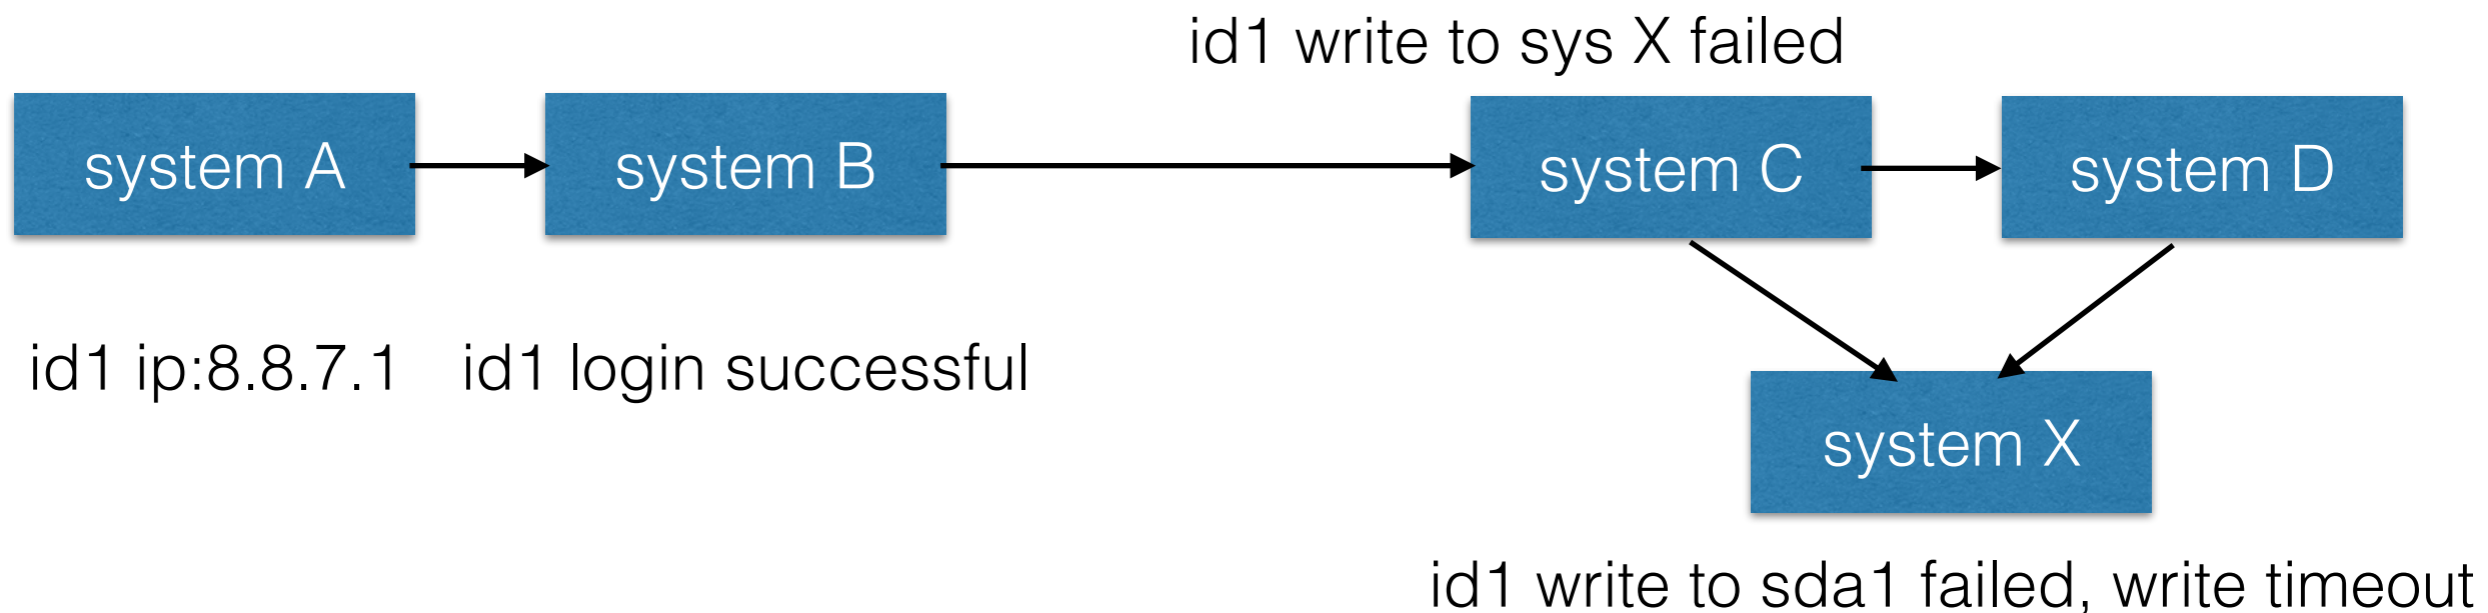 id1 write to sys X failed
system A
system B
system C
system D
id1 ip:8.8.7.1
id1 login successful
system X
id1 write to sda1 failed, write timeout